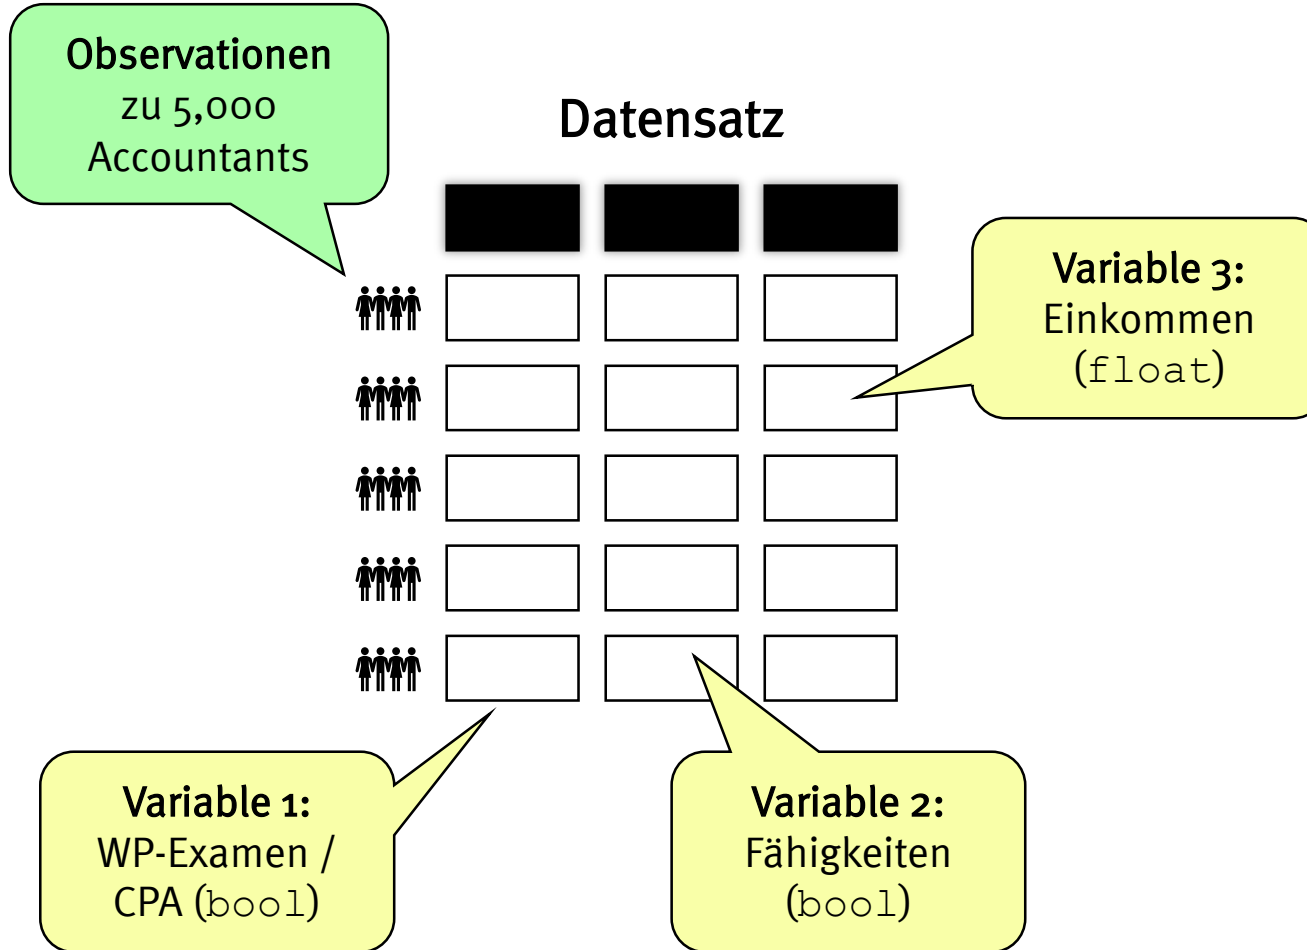 Observationen
zu 5,000
Accountants
Datensatz
Variable 3:
Einkommen
(float)
Variable 1:
WP-Examen /
CPA (bool)
Variable 2:
Fähigkeiten
(bool)